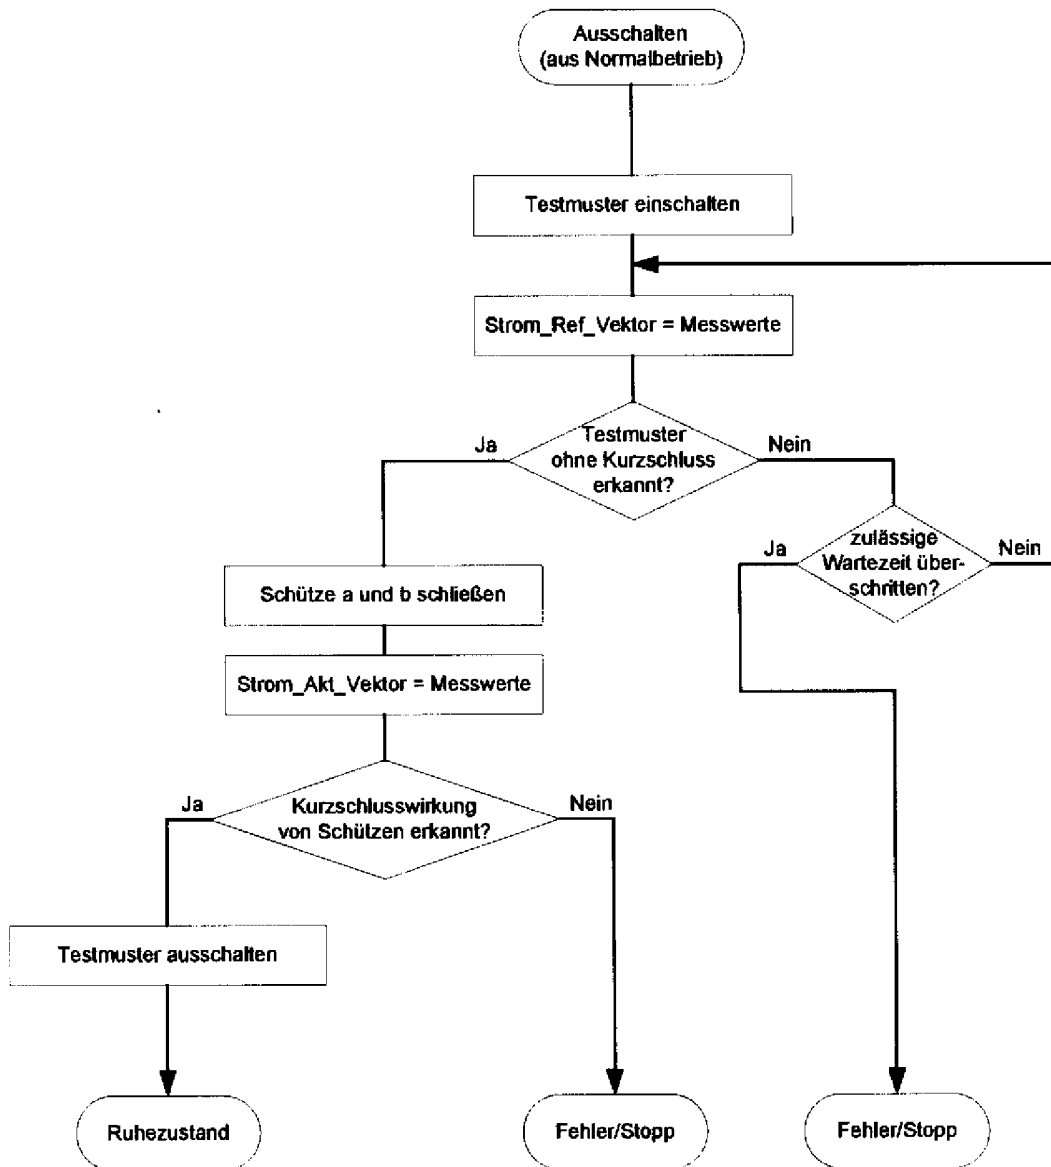 Ausschalten
(aus Normalbetrieb)
Testmuster einschalten
Strom_Ref_Vektor = Messwerte
Testmuster
ohne Kurzschluss
erkannt?
Ja
Nein
zulässige
Wartezeit über-
schritten?
Ja
Nein
Schütze a und b schließen
Strom_Akt_Vektor = Messwerte
Kurzschlusswirkung
von Schützen erkannt?
Ja
Nein
Testmuster ausschalten
Ruhezustand
Fehler/Stopp
Fehler/Stopp